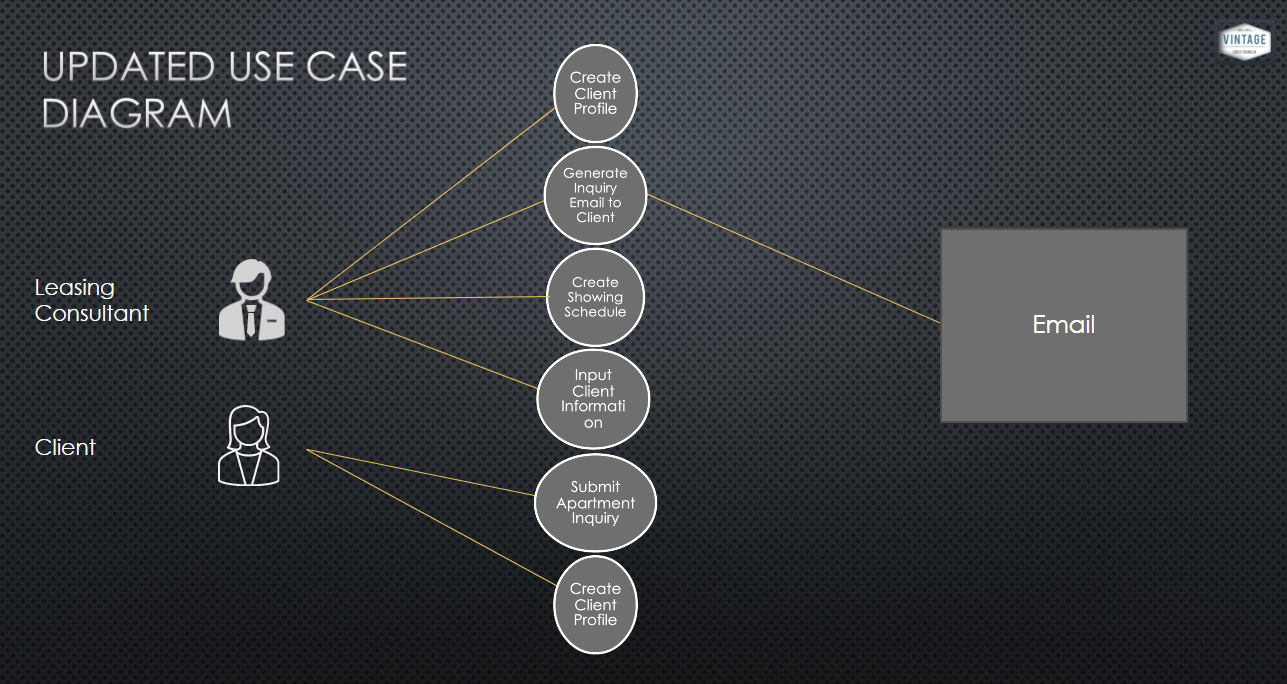 UPDATED USE CASE
DIAGRAM
VINTAGE
Create
Client
Profile
Generate
Inquiry
Email to
Client
Create
Showing
Schedule
Input
Client
Informati
on
Submit
Apartment
Inquiry
Create
Client
Profile
Leasing
Consultant
Client
Email